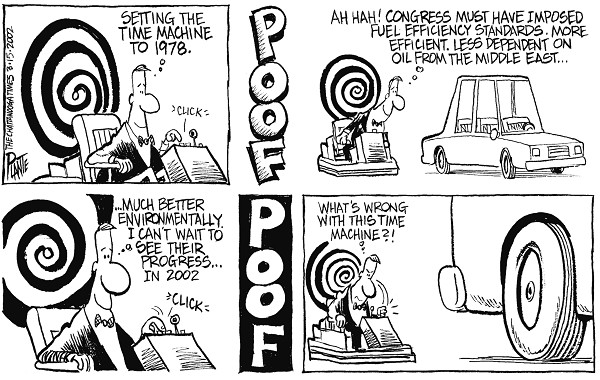 SETTING THE
TIME MACHINE
TO 1978.
CLICK
THE CHATTANOOGA TIMES 3·15·2002
PLANTE
POOF
AH HAH! CONGRESS MUST HAVE IMPOSED
FUEL EFFICIENCY STANDARDS. MORE
EFFICIENT. LESS DEPENDENT ON
OIL FROM THE MIDDLE EAST...
...MUCH BETTER
ENVIRONMENTALLY.
I CAN'T WAIT TO
SEE THEIR
PROGRESS...
IN 2002
CLICK
POOF
WHAT'S WRONG
WITH THIS TIME
MACHINE?!